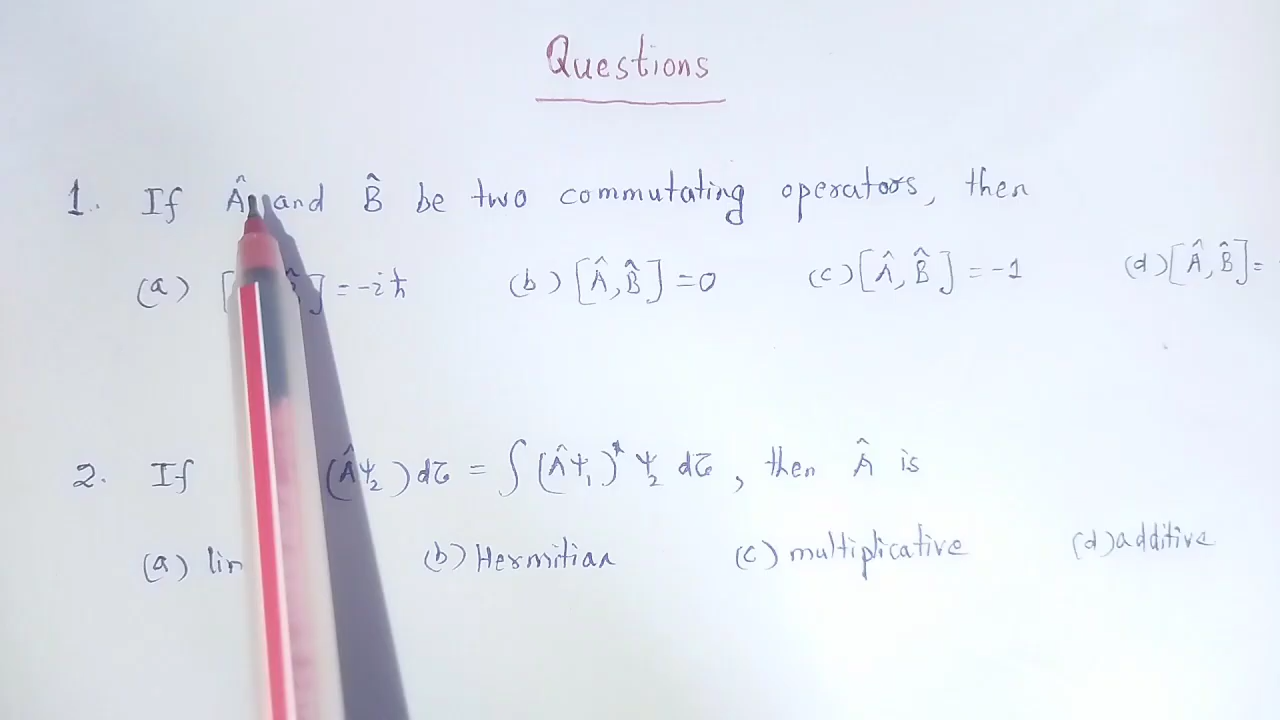 Questions
1. If Â and B̂ be two commutating operators, then
(a) [ B̂] = -iħ (b) [Â, B̂] = 0 (c) [Â, B̂] = -1 (d) [Â, B̂] =
2. If (Âψ₂) dτ = ∫ (Âψ₁)* ψ₂ dτ, then Â is
(a) lin (b) Hermitian (c) multiplicative (d) additive